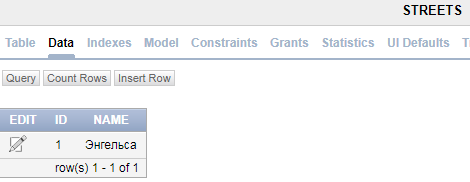 STREETS
Table Data Indexes Model Constraints Grants Statistics UI Defaults
Query Count Rows Insert Row
EDIT ID NAME
1 Энгельса
row(s) 1 - 1 of 1